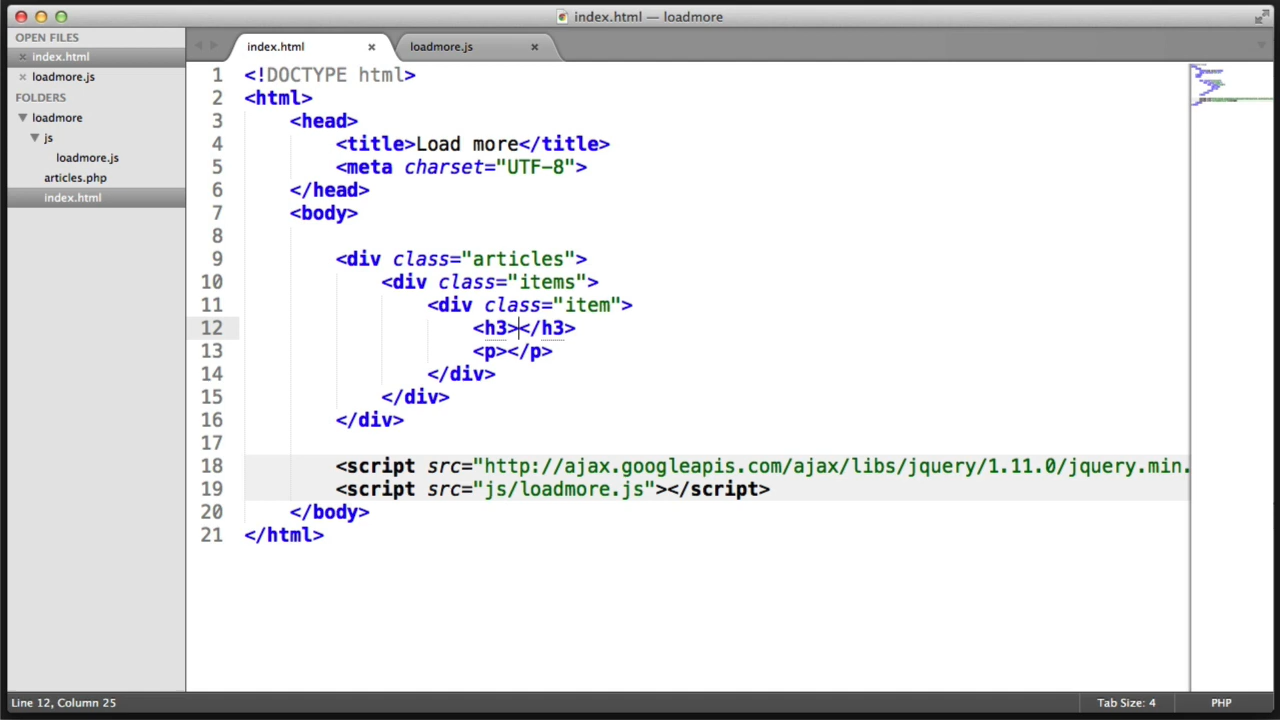 index.html — loadmore
OPEN FILES
index.html
loadmore.js
FOLDERS
loadmore
js
loadmore.js
articles.php
index.html
index.html
loadmore.js
1 <!DOCTYPE html>
2 <html>
3 <head>
4 <title>Load more</title>
5 <meta charset="UTF-8">
6 </head>
7 <body>
8
9 <div class="articles">
10 <div class="items">
11 <div class="item">
12 <h3></h3>
13 <p></p>
14 </div>
15 </div>
16 </div>
17
18 <script src="http://ajax.googleapis.com/ajax/libs/jquery/1.11.0/jquery.min.
19 <script src="js/loadmore.js"></script>
20 </body>
21 </html>
Line 12, Column 25
Tab Size: 4
PHP